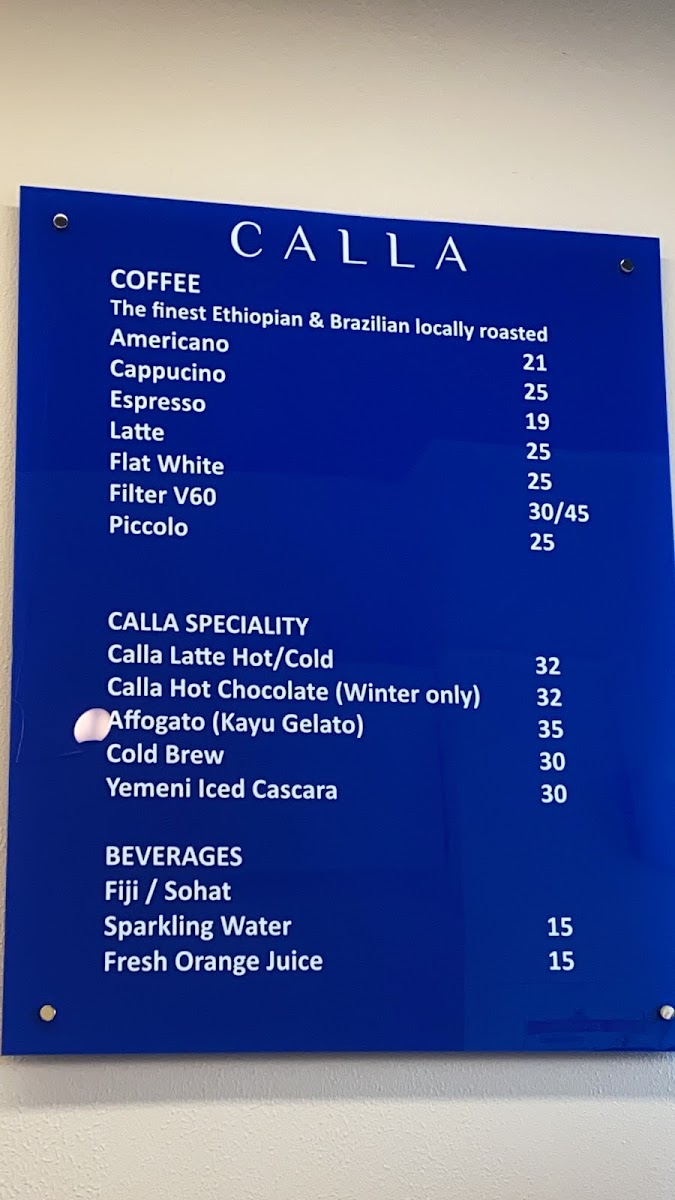 CALLA
COFFEE
The finest Ethiopian & Brazilian locally roasted
Americano 21
Cappucino 25
Espresso 19
Latte 25
Flat White 25
Filter V60 30/45
Piccolo 25
CALLA SPECIALITY
Calla Latte Hot/Cold 32
Calla Hot Chocolate (Winter only) 32
Affogato (Kayu Gelato) 35
Cold Brew 30
Yemeni Iced Cascara 30
BEVERAGES
Fiji / Sohat
Sparkling Water 15
Fresh Orange Juice 15